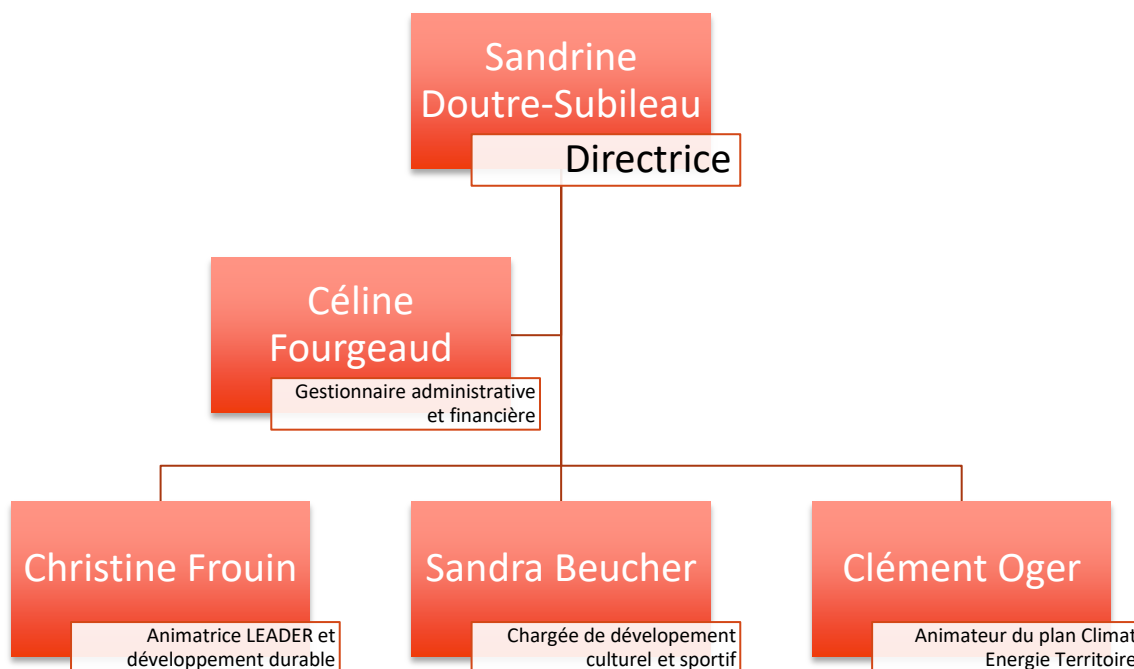 Sandrine
Doutre-Subileau
Directrice
Céline
Fourgeaud
Gestionnaire administrative
et financière
Christine Frouin
Animatrice LEADER et
développement durable
Sandra Beucher
Chargée de dévelopement
culturel et sportif
Clément Oger
Animateur du plan Climat
Energie Territoire